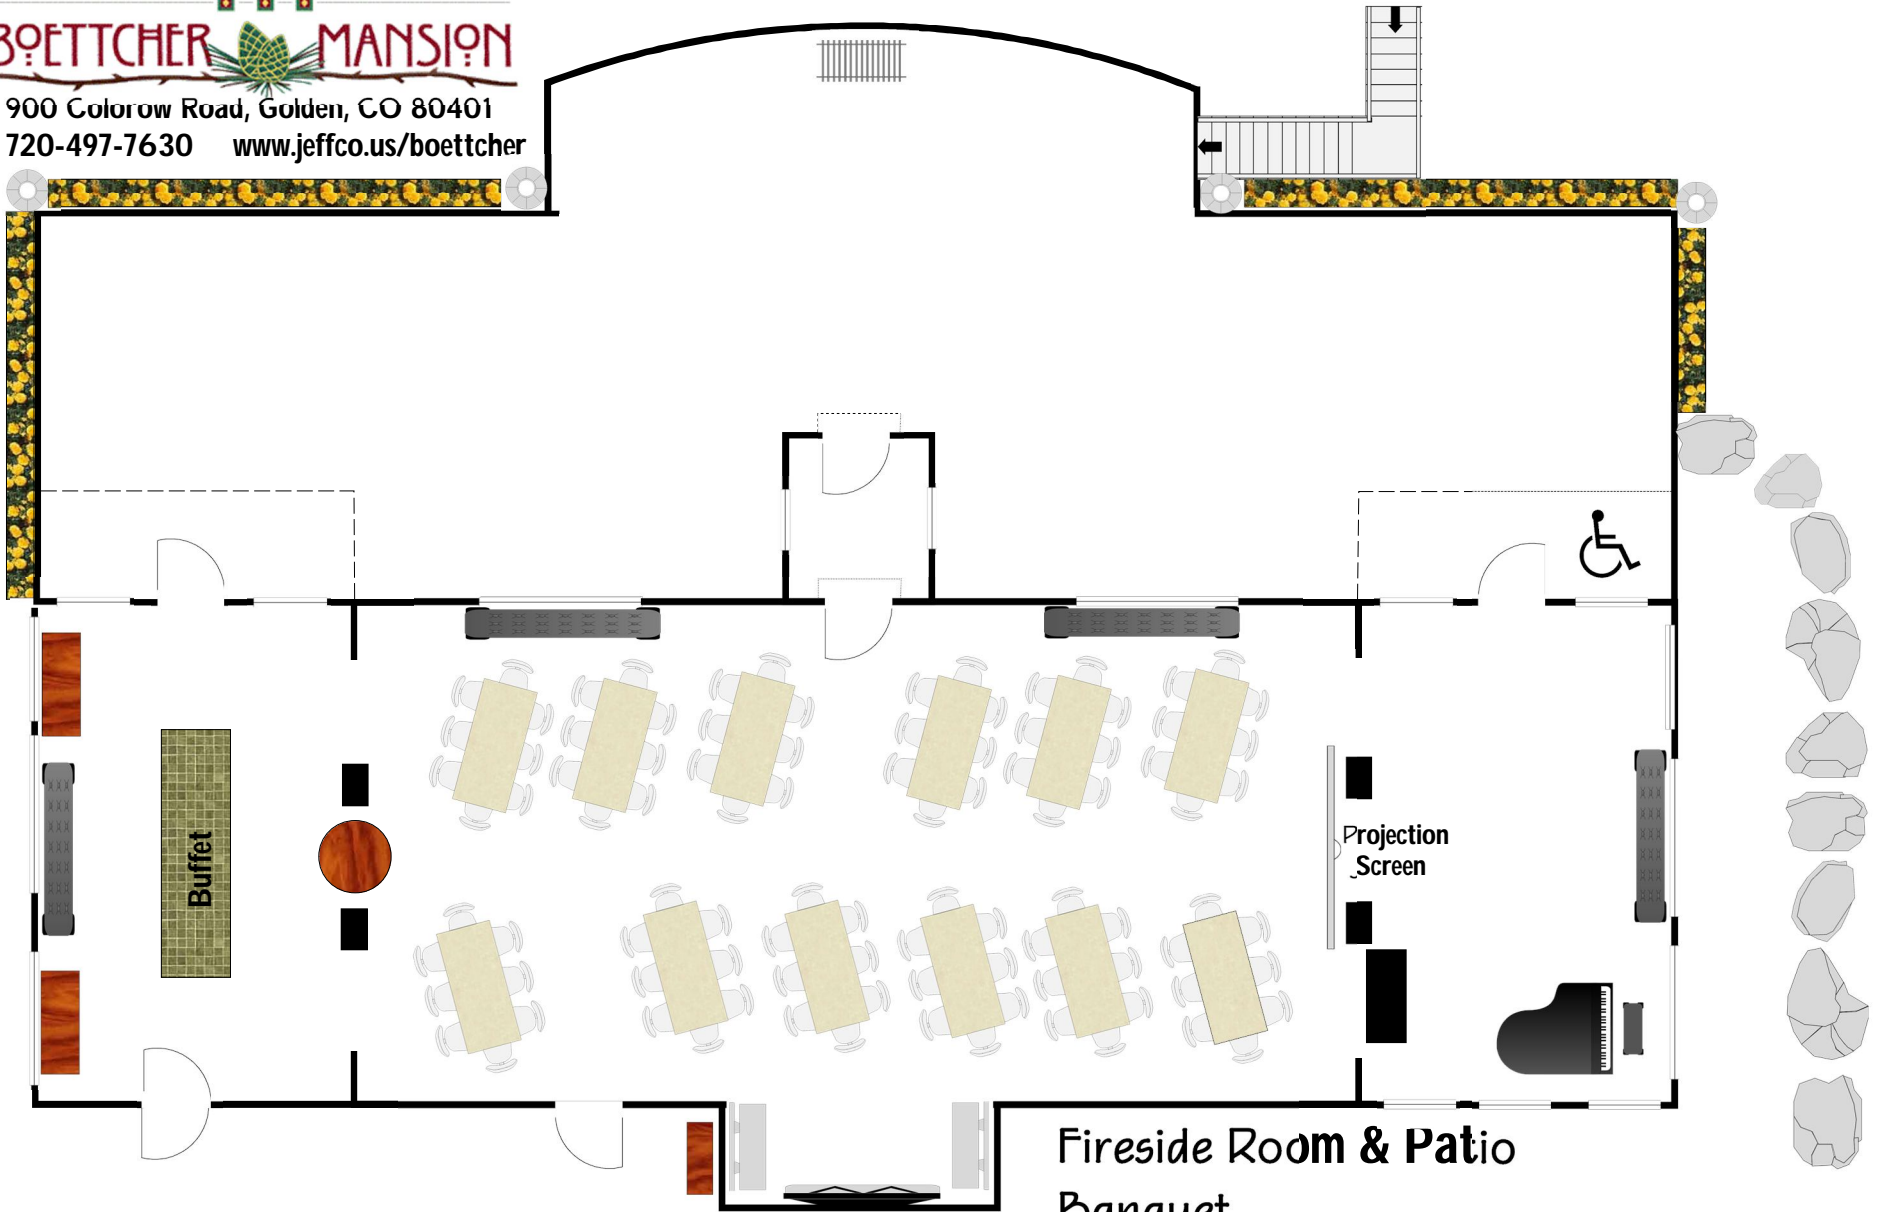 BOETTCHER MANSION
900 Colorow Road, Golden, CO 80401
720-497-7630 www.jeffco.us/boettcher
Buffet
Projection
Screen
Fireside Room & Patio
Banquet